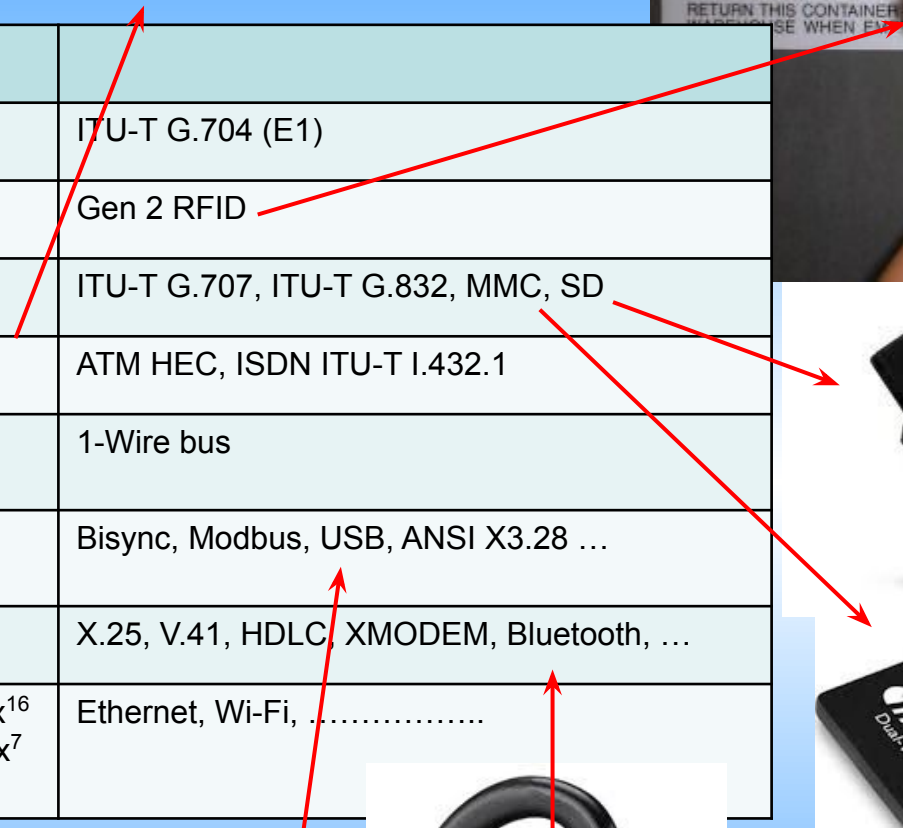 RETURN THIS CONTAINER
WHEN
ITU-T G.704 (E1)
Gen 2 RFID
ITU-T G.707, ITU-T G.832, MMC, SD
ATM HEC, ISDN ITU-T I.432.1
1-Wire bus
Bisync, Modbus, USB, ANSI X3.28 …
X.25, V.41, HDLC, XMODEM, Bluetooth, …
x¹⁶
x⁷
Ethernet, Wi-Fi, ……………..